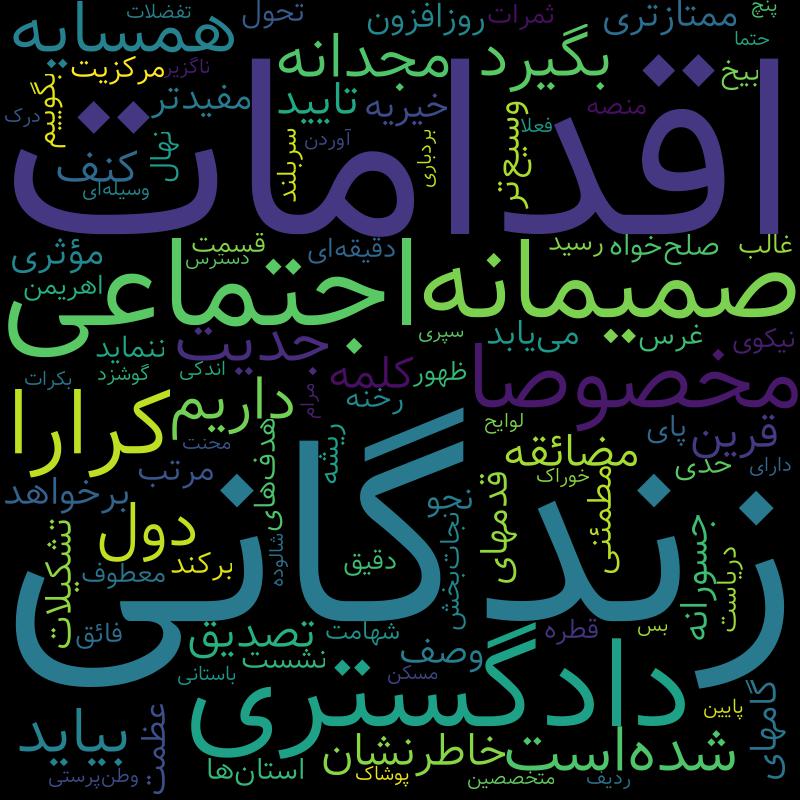 تفضلات
تحول
روزافزون
ثمرات
ممتازتری
پنچ
همسایه
حتما
مجدانه
بگیرد
مرکزیت
ناگزیر
بیخ
بگوییم
مفیدتر
تایید
خیریه
وسیع‌تر
منصه
درک
فعلا
اقدامات
نهال
سربلند
آوردن
بردباری
کنف
وسیله‌ای
قسمت
دقیقه‌ای
رسید
صلح‌خواه
غالب
مؤثری
دسترس
اهریمن
صمیمانه
اجتماعی
جدیت
سپری
می‌یابد
غرس
نیکوی
ننماید
گوشزد
اندکی
بکرات
مرام
کلمه
ظهور
مخصوصا
رخنه
کرارا
داریم
لوایح
پای
قرین
محنت
هدف‌های
ریشه
مضائقه
حدی
دارای
مرتب
خوراک
مطمئنی
برخواهد
قدمهای
نجو
زندگانی
دول
تشکیلات
شالوده
نجات‌بخش
جسورانه
دریاست
دقیق
برکند
معطوف
فائق
تصدیق
شهامت
قطره
بس
نشست
وصف
باستانی
مسکن
دادگستری
گامهای
پایین
عظمت
بیاید
خاطرنشان
شده‌است
وطن‌پرستی
استان‌ها
پوشاک
متخصصین
ردیف